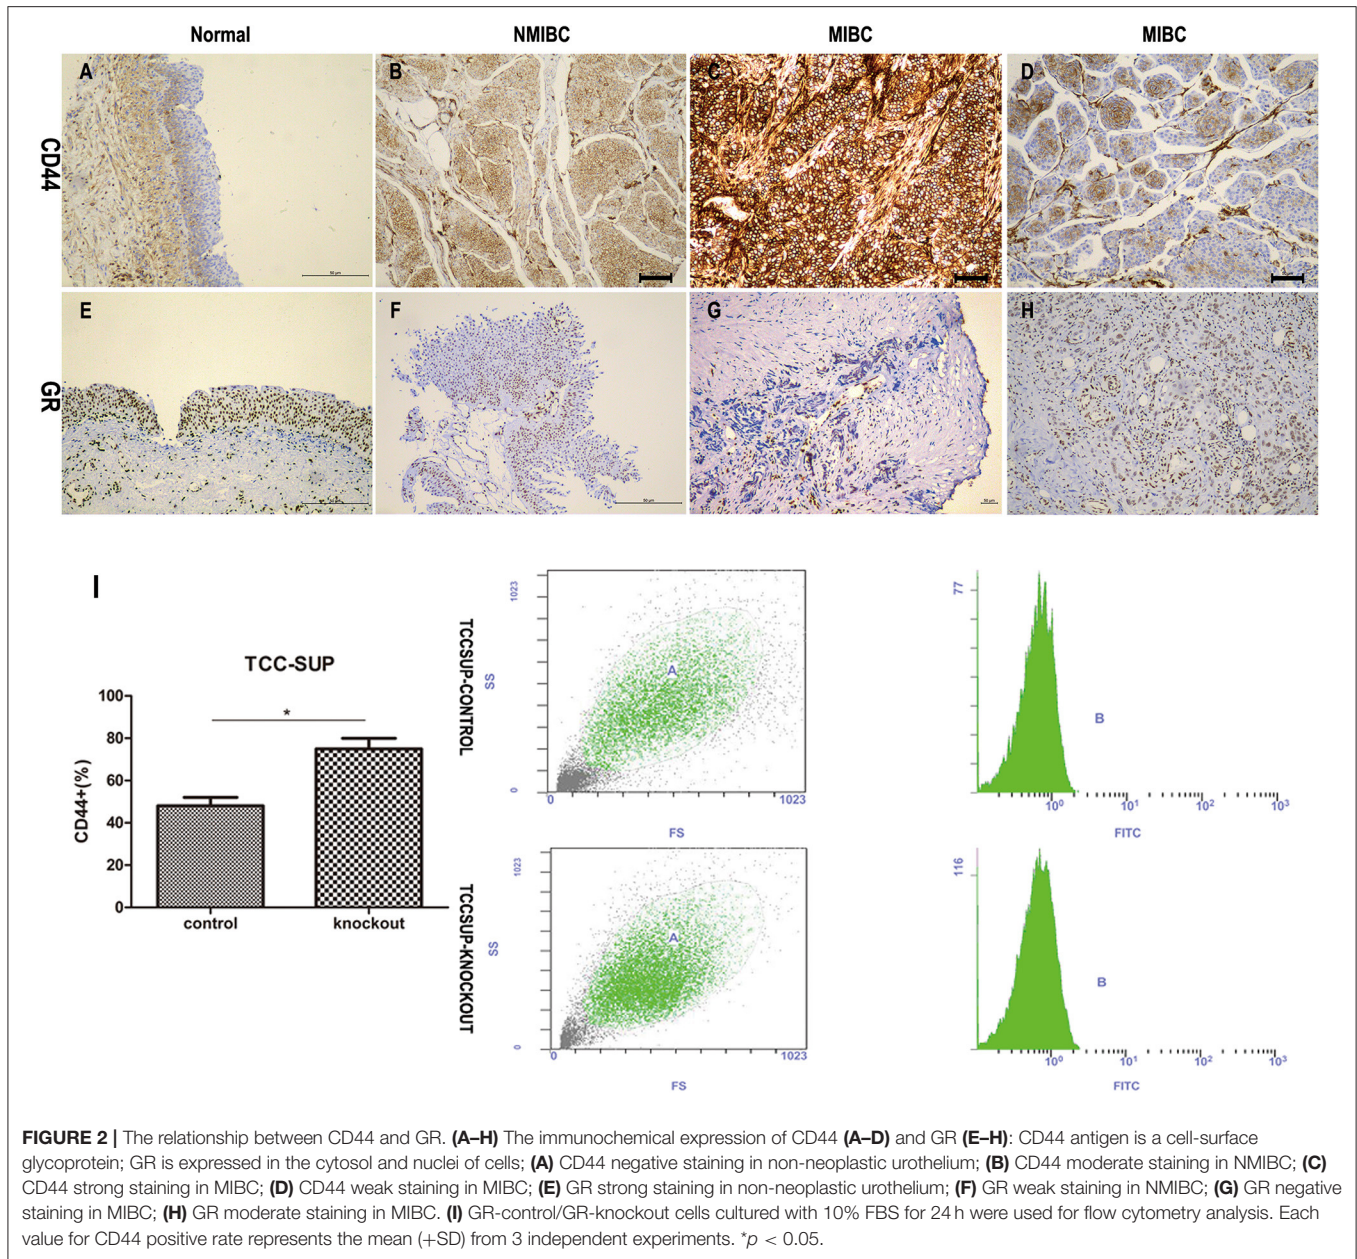 Normal NMIBC MIBC MIBC
CD44
A B C D
50 μm
GR
E F G H
50 μm 50 μm 50 μm
I
TCC-SUP
CD44+(%)
100
80
60
40
20
0
*
control knockout
TCCSUP-CONTROL
SS
1023
0
A
0 1023
FS
77
B
10⁰ 10¹ 10² 10³
FITC
TCCSUP-KNOCKOUT
SS
1023
0
A
0 1023
FS
116
B
10⁰ 10¹ 10² 10³
FITC
FIGURE 2 | The relationship between CD44 and GR. (A–H) The immunochemical expression of CD44 (A–D) and GR (E–H): CD44 antigen is a cell-surface
glycoprotein; GR is expressed in the cytosol and nuclei of cells; (A) CD44 negative staining in non-neoplastic urothelium; (B) CD44 moderate staining in NMIBC; (C)
CD44 strong staining in MIBC; (D) CD44 weak staining in MIBC; (E) GR strong staining in non-neoplastic urothelium; (F) GR weak staining in NMIBC; (G) GR negative
staining in MIBC; (H) GR moderate staining in MIBC. (I) GR-control/GR-knockout cells cultured with 10% FBS for 24 h were used for flow cytometry analysis. Each
value for CD44 positive rate represents the mean (+SD) from 3 independent experiments. *p < 0.05.